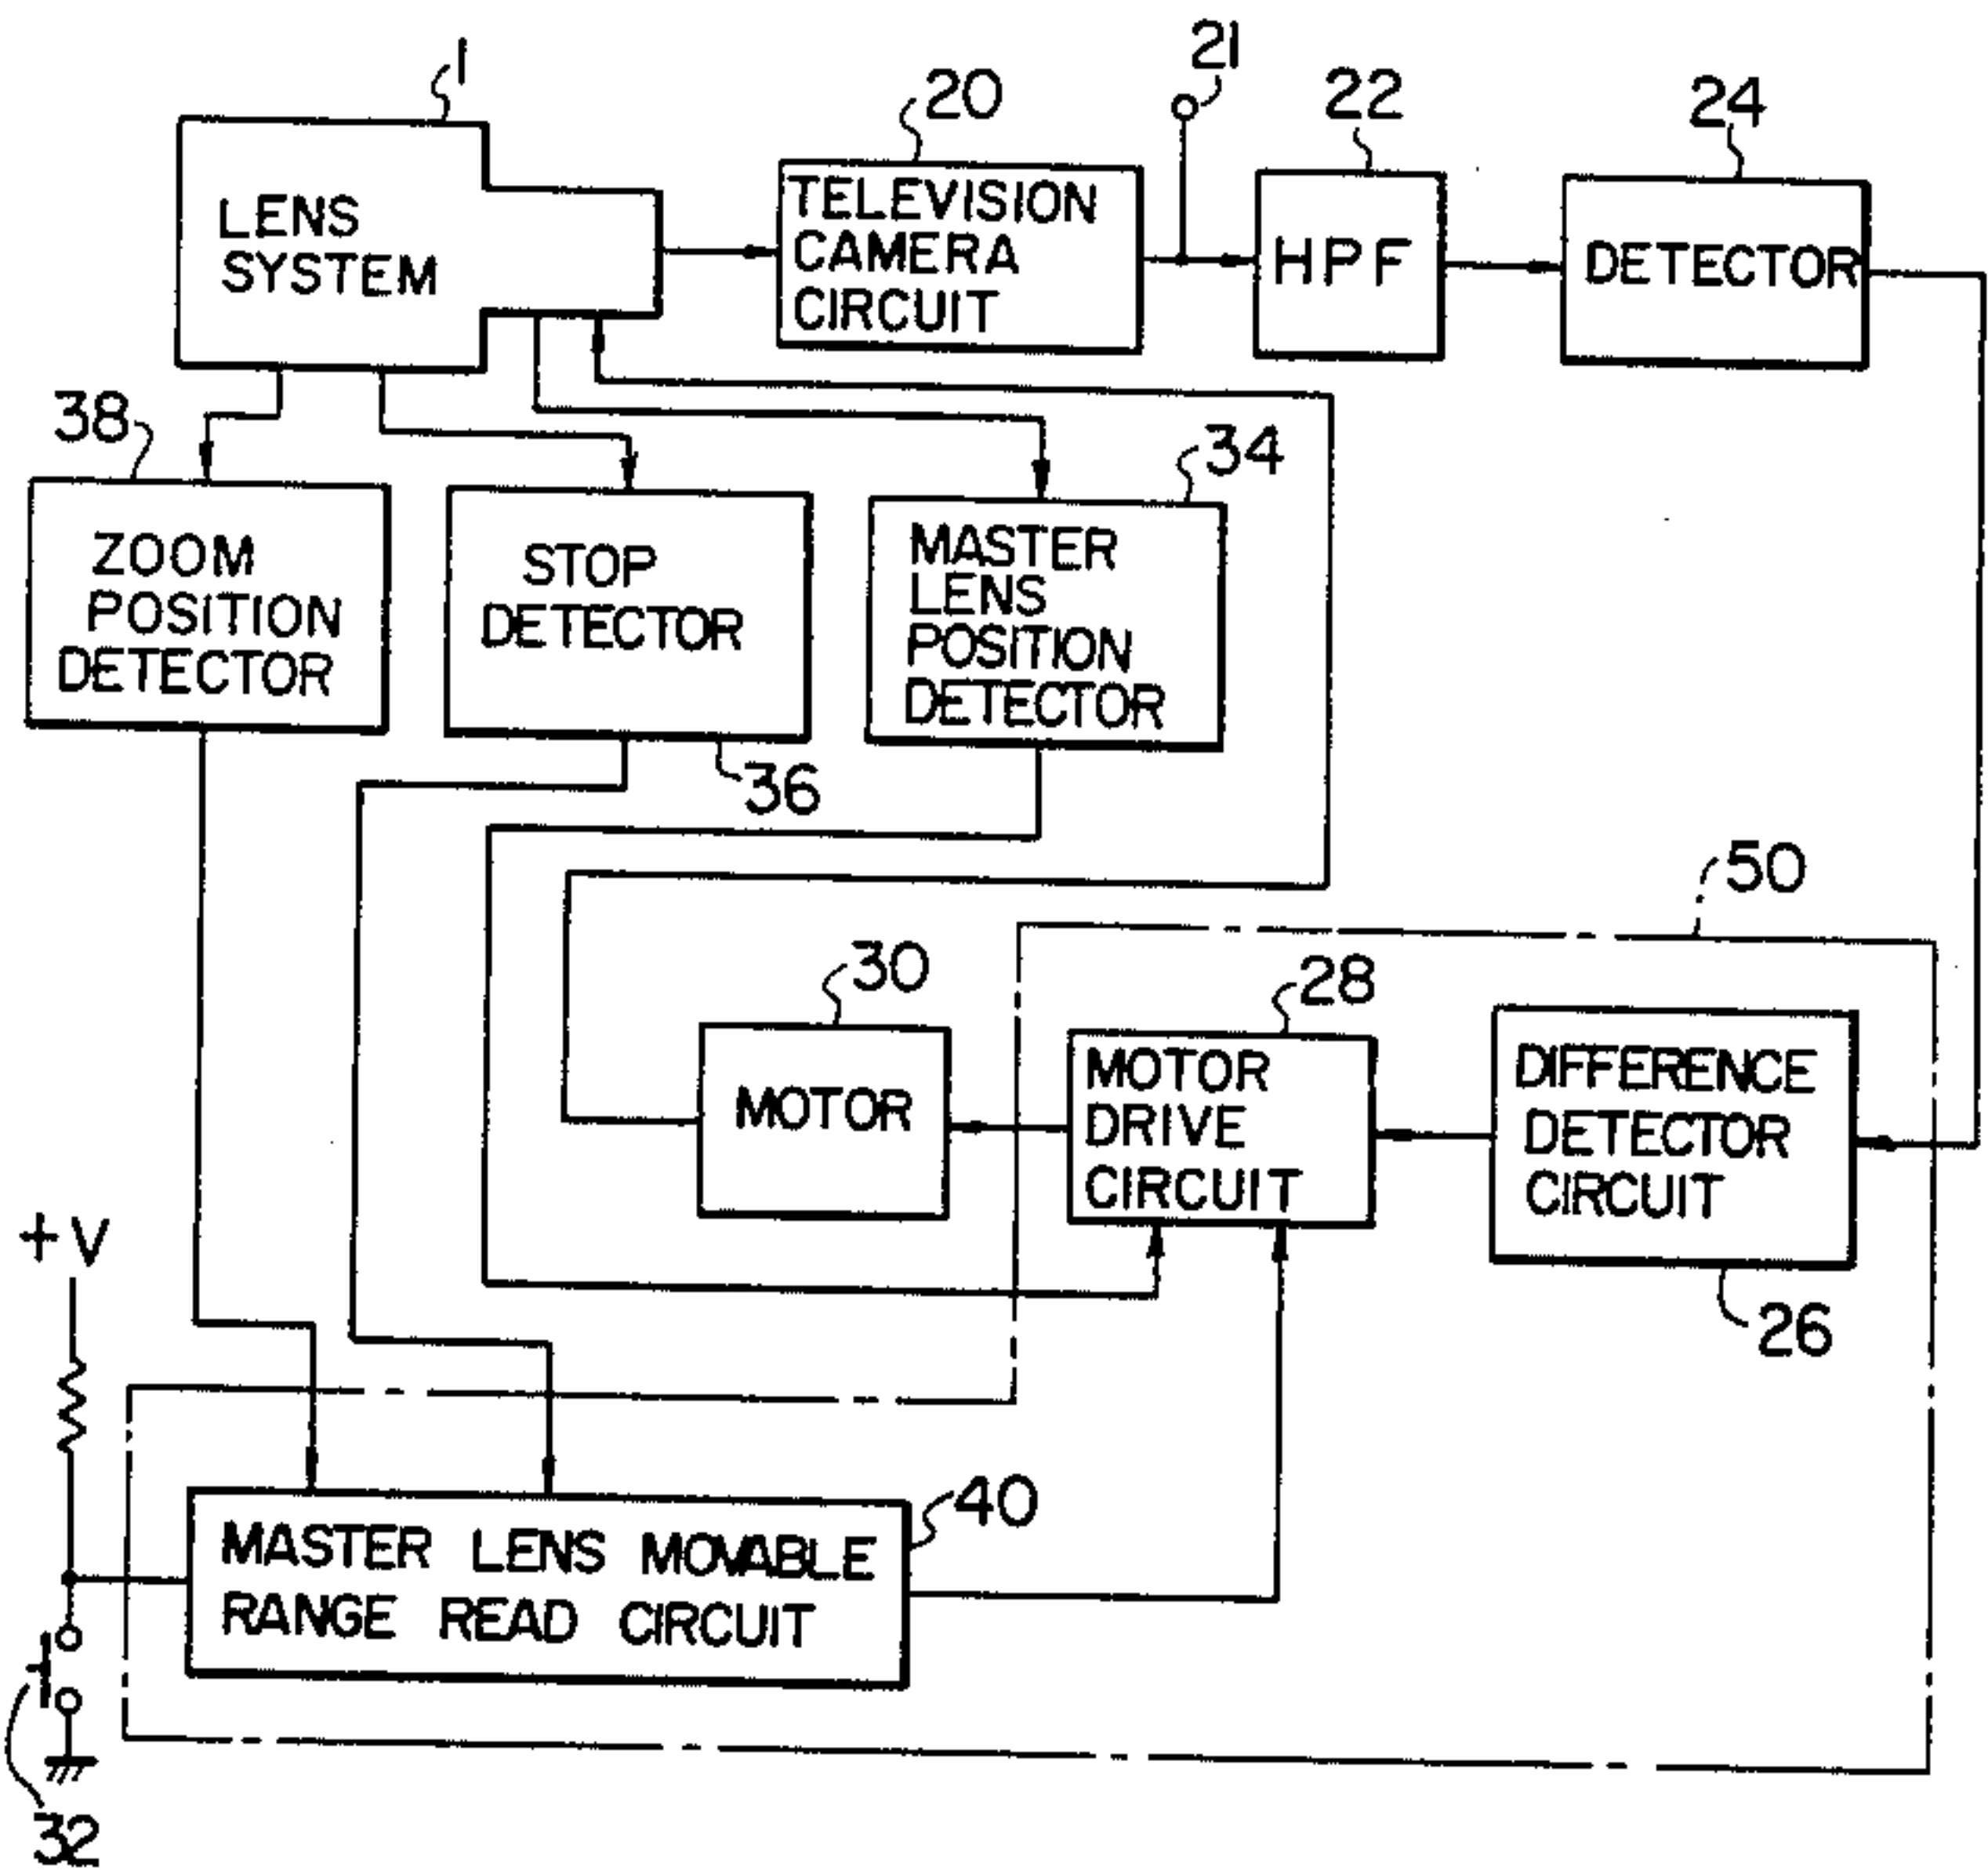 1
20
21
22
24
LENS
SYSTEM
TELEVISION
CAMERA
CIRCUIT
HPF
DETECTOR
38
34
ZOOM
POSITION
DETECTOR
STOP
DETECTOR
MASTER
LENS
POSITION
DETECTOR
36
50
30
28
MOTOR
MOTOR
DRIVE
CIRCUIT
DIFFERENCE
DETECTOR
CIRCUIT
+V
26
40
MASTER LENS MOVABLE
RANGE READ CIRCUIT
32